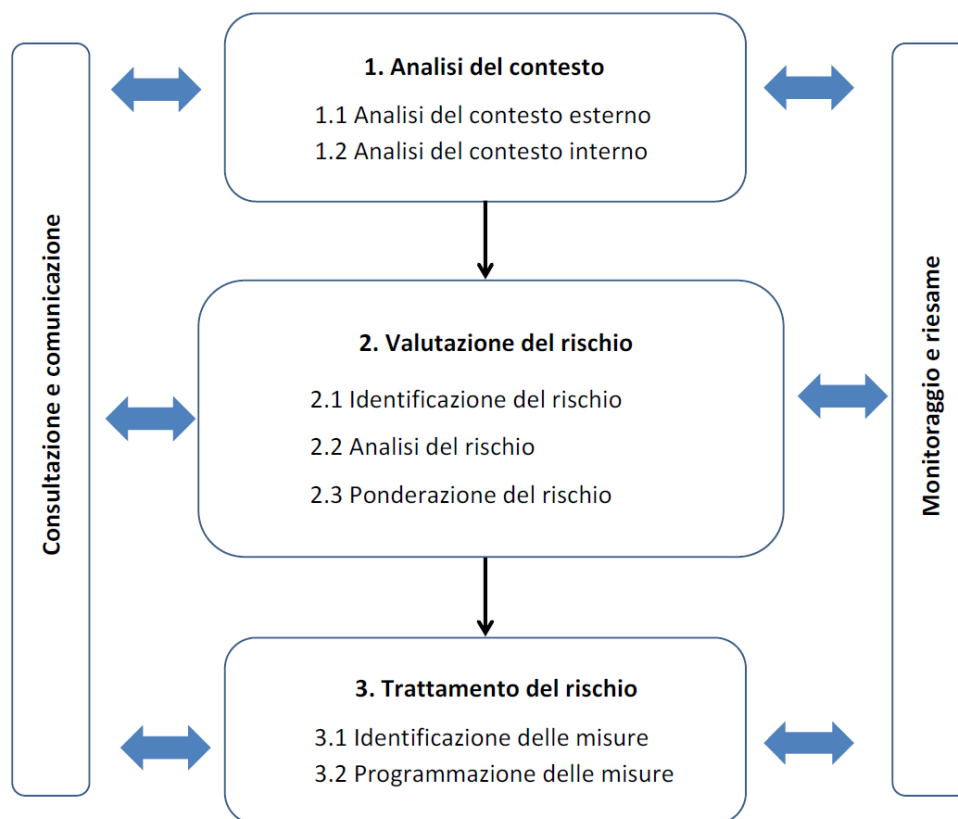 Consultazione e comunicazione
1. Analisi del contesto
1.1 Analisi del contesto esterno
1.2 Analisi del contesto interno
2. Valutazione del rischio
2.1 Identificazione del rischio
2.2 Analisi del rischio
2.3 Ponderazione del rischio
3. Trattamento del rischio
3.1 Identificazione delle misure
3.2 Programmazione delle misure
Monitoraggio e riesame